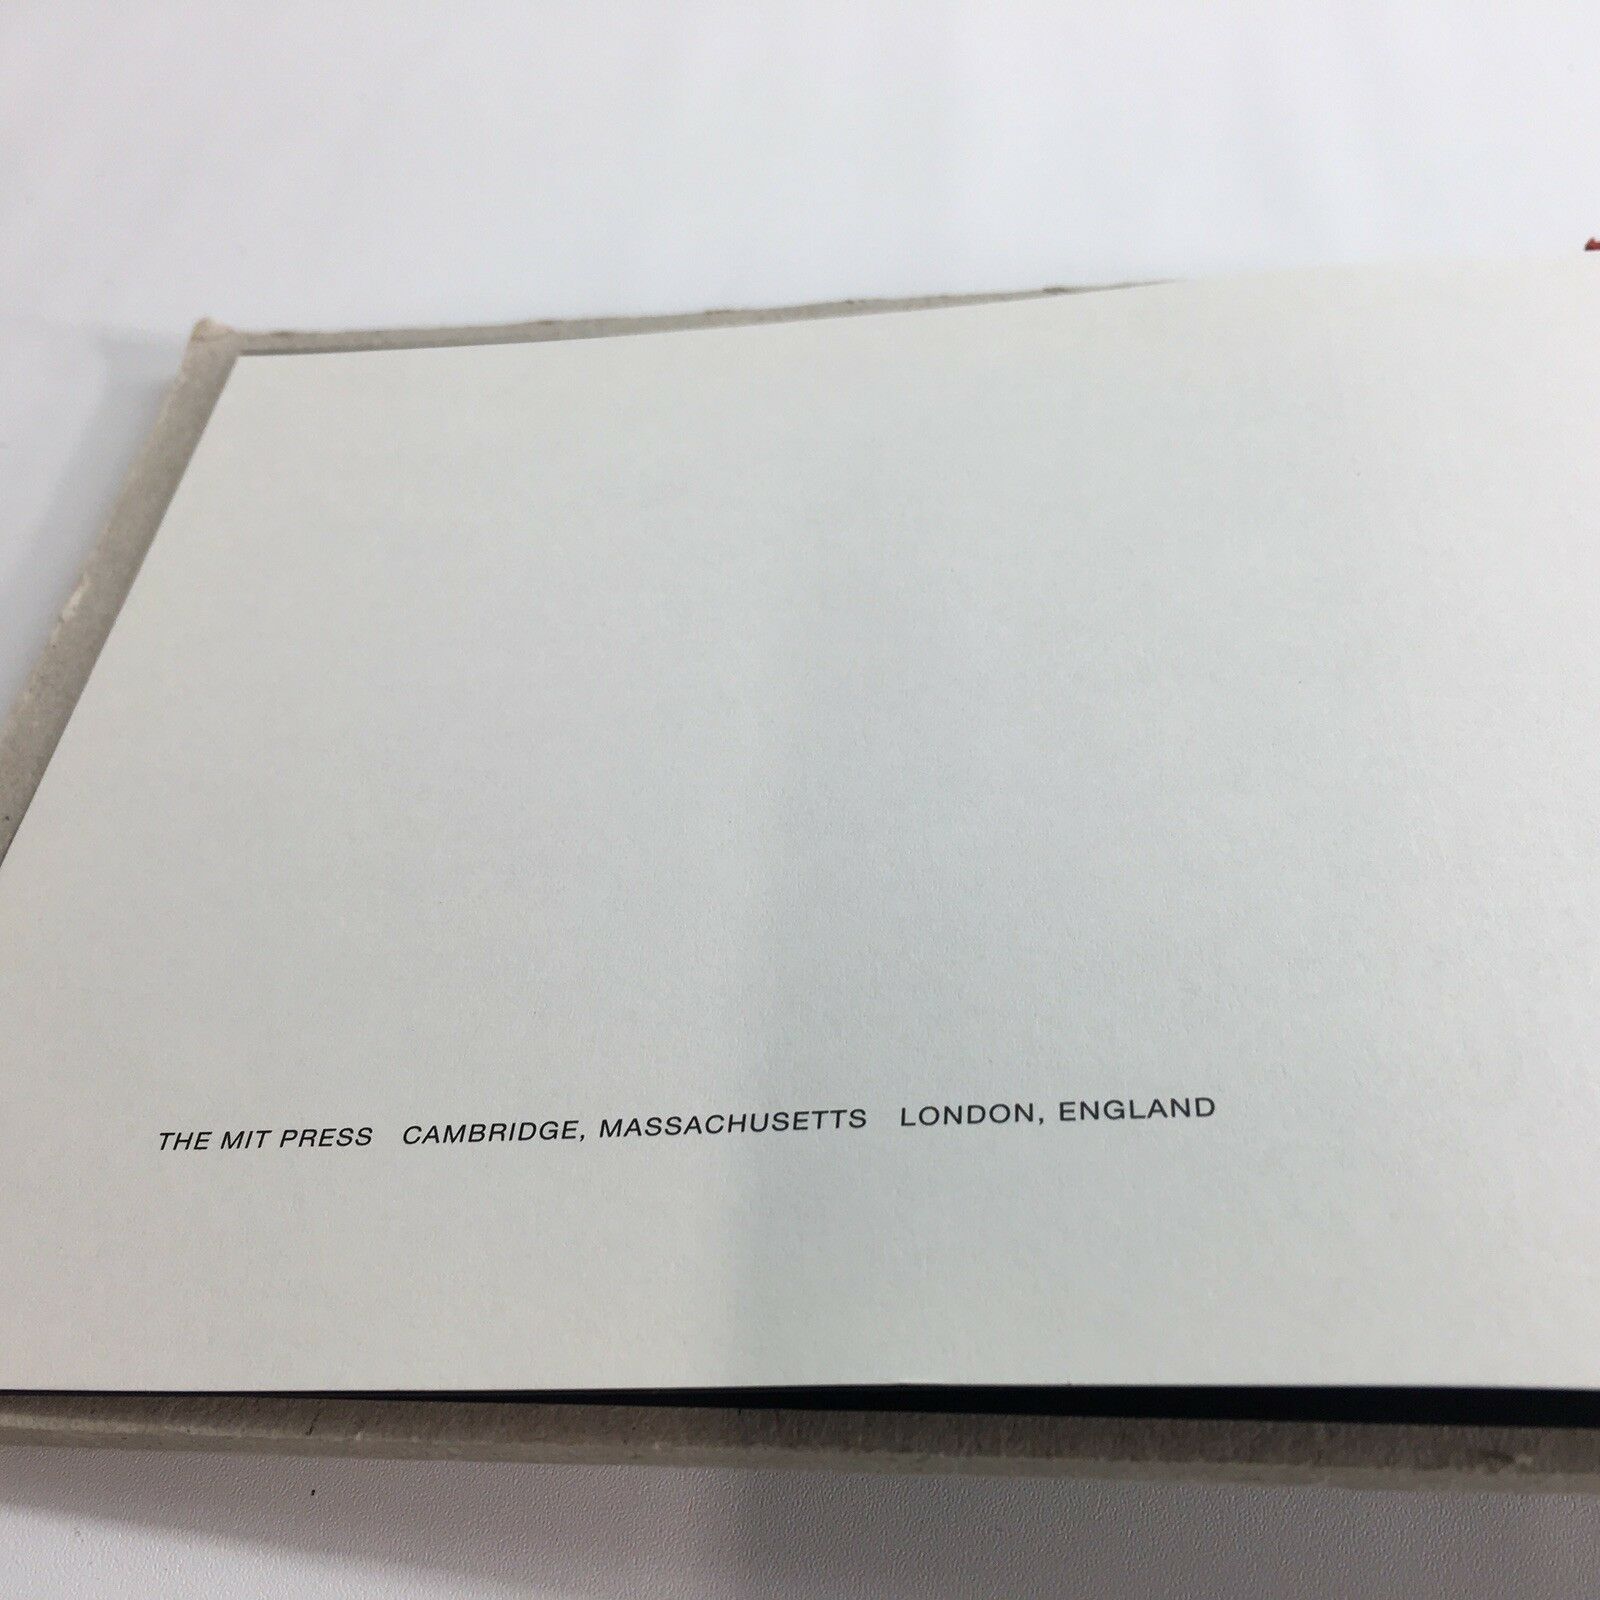 THE MIT PRESS CAMBRIDGE, MASSACHUSETTS LONDON, ENGLAND